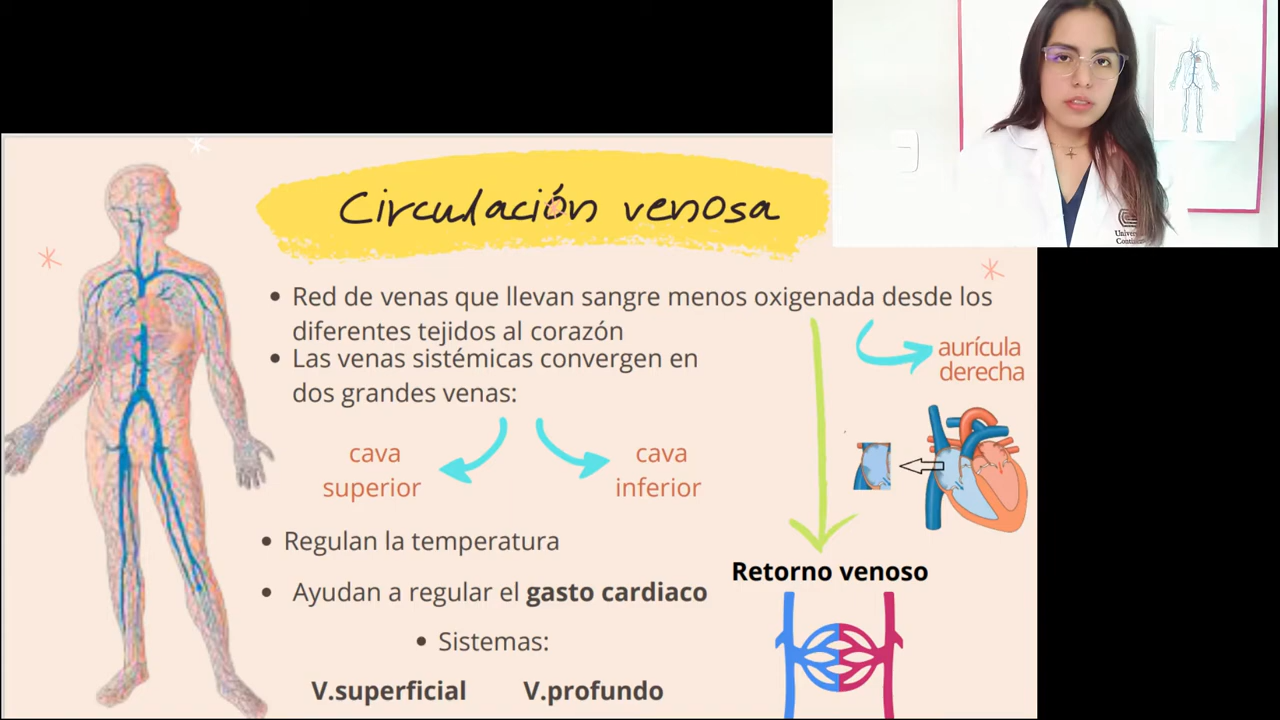 Circulación venosa
Red de venas que llevan sangre menos oxigenada desde los
diferentes tejidos al corazón
Las venas sistémicas convergen en
dos grandes venas:
aurícula
derecha
cava
superior
cava
inferior
Regulan la temperatura
Ayudan a regular el gasto cardiaco
Retorno venoso
Sistemas:
V.superficial
V.profundo